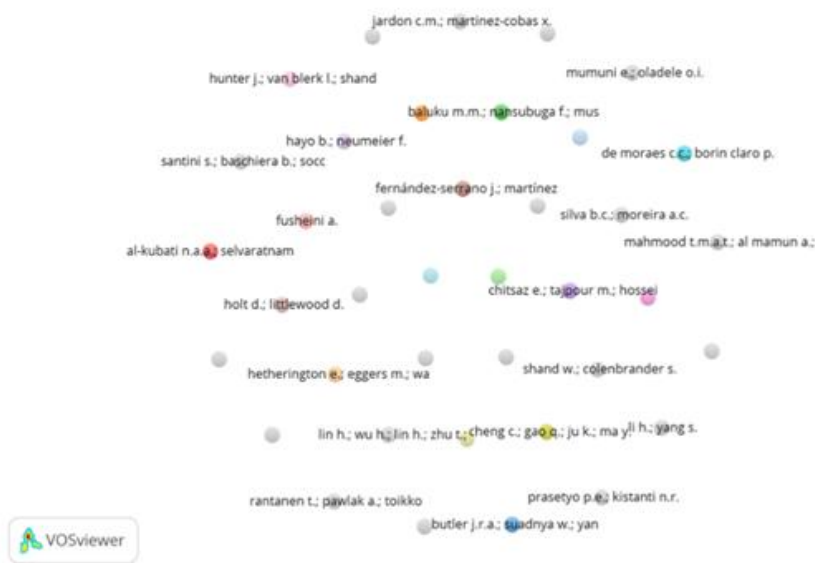 jardon c.m.; martinez-cobas x.
hunter j.; van blerk l.; shand
mumuni e.; oladele o.i.
baluku m.m.; nansubuga f.; mus
hayo b.; neumeier f.
de moraes c.c.; borin claro p.
santini s.; baschiera b.; socc
fernández-serrano j.; martínez
silva b.c.; moreira a.c.
fusheini a.
mahmood t.m.a.t.; al mamun a.;
al-kubati n.a.a.; selvaratnam
chitsaz e.; tajpour m.; hossei
holt d.; littlewood d.
shand w.; colenbrander s.
hetherington e.; eggers m.; wa
lin h.; wu h.; lin h.; zhu t.;
cheng c.; gao q.; ju k.; ma y.
li h.; yang s.
rantanen t.; pawlak a.; toikko
prasetyo p.e.; kistanti n.r.
butler j.r.a.; suadnya w.; yan
VOSviewer